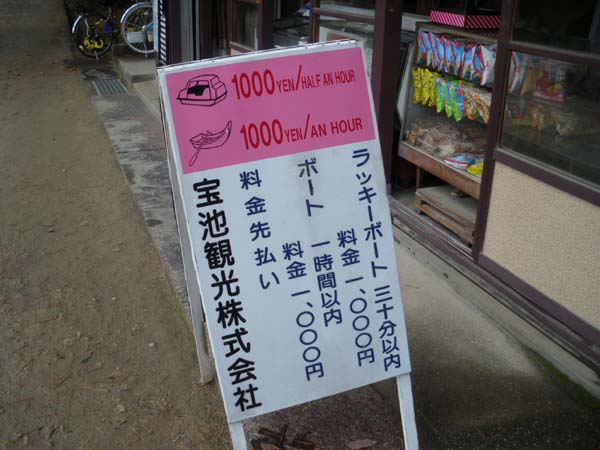 1000 YEN/HALF AN HOUR
1000 YEN/AN HOUR
ラッキーボート 三十分以内
料金 一、〇〇〇円
ボート 一時間以内
料金 一、〇〇〇円
料金先払い
宝池観光株式会社